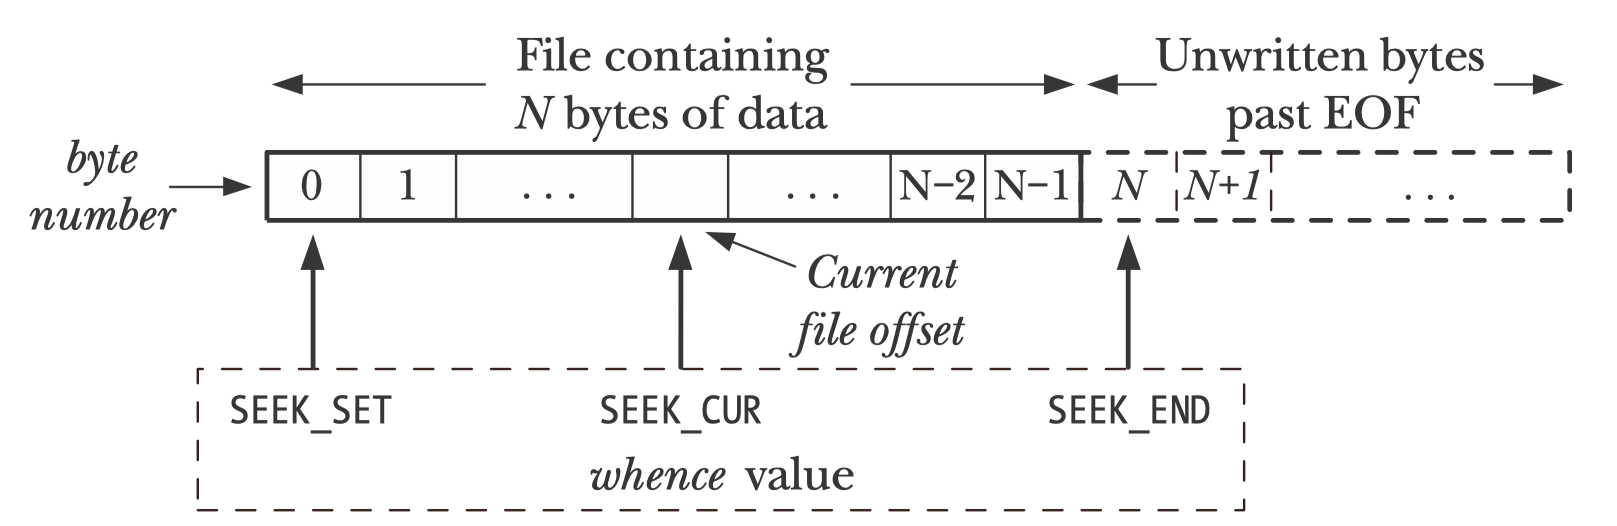 File containing
N bytes of data
Unwritten bytes
past EOF
byte
number
0 1 ... ... N−2 N−1 N N+1 ...
Current
file offset
SEEK_SET SEEK_CUR SEEK_END
whence value